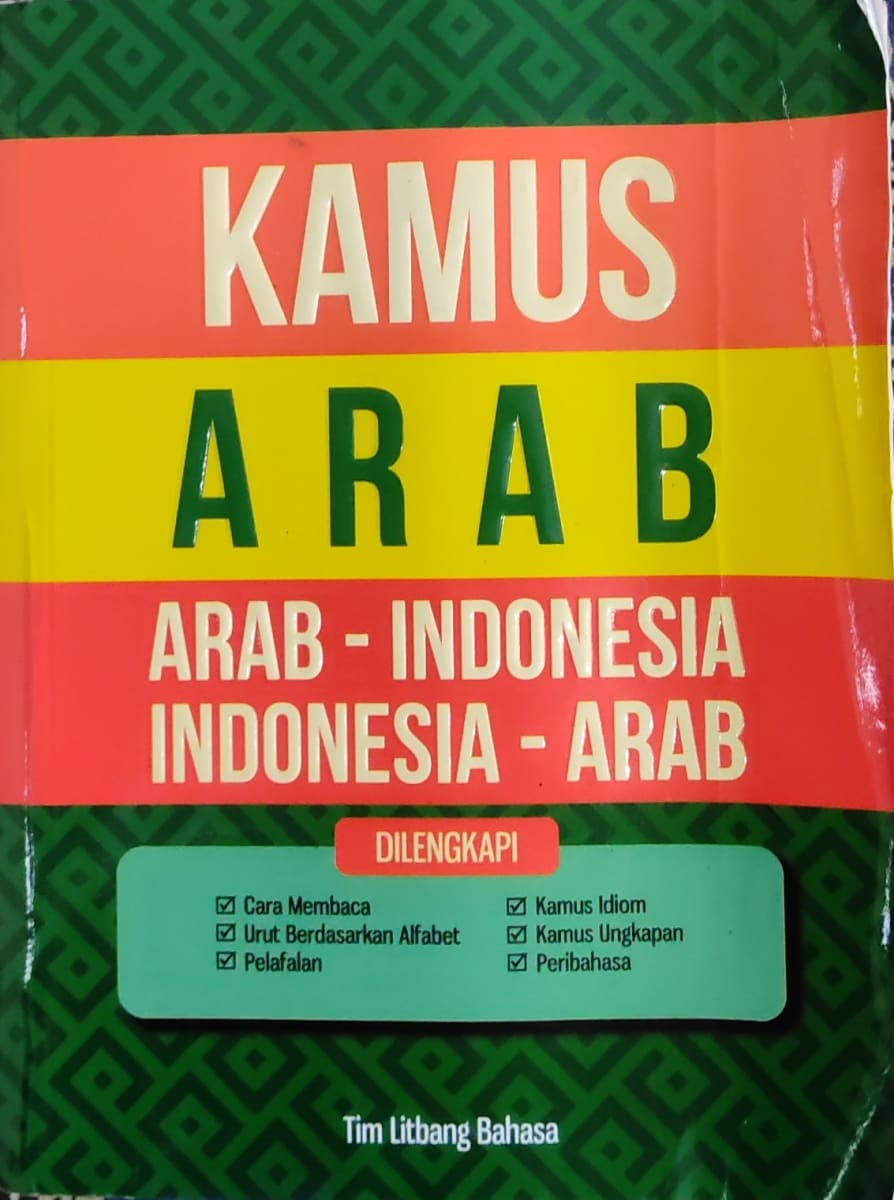 KAMUS
ARAB
ARAB - INDONESIA
INDONESIA - ARAB
DILENGKAPI
Cara Membaca
Urut Berdasarkan Alfabet
Pelafalan
Kamus Idiom
Kamus Ungkapan
Peribahasa
Tim Litbang Bahasa